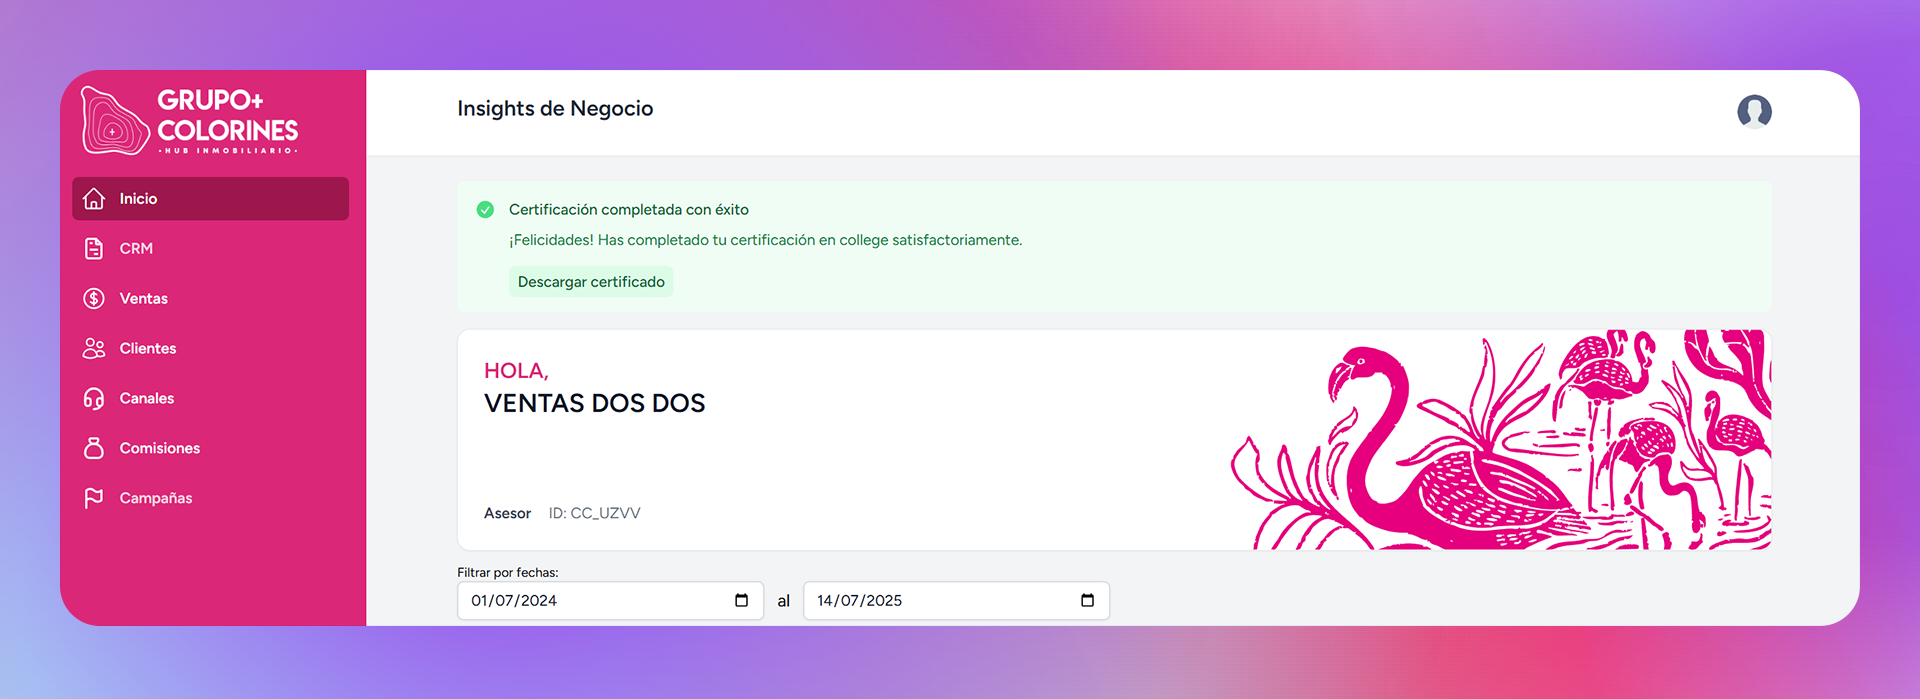 GRUPO+
COLORINES
·HUB INMOBILIARIO·
Inicio
CRM
Ventas
Clientes
Canales
Comisiones
Campañas
Insights de Negocio
Certificación completada con éxito
¡Felicidades! Has completado tu certificación en college satisfactoriamente.
Descargar certificado
HOLA,
VENTAS DOS DOS
Asesor ID: CC_UZVV
Filtrar por fechas:
01/07/2024 al 14/07/2025